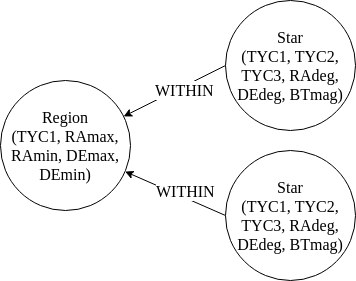 Star
(TYC1, TYC2,
TYC3, RAdeg,
DEdeg, BTmag)
WITHIN
Region
(TYC1, RAmax,
RAmin, DEmax,
DEmin)
WITHIN
Star
(TYC1, TYC2,
TYC3, RAdeg,
DEdeg, BTmag)